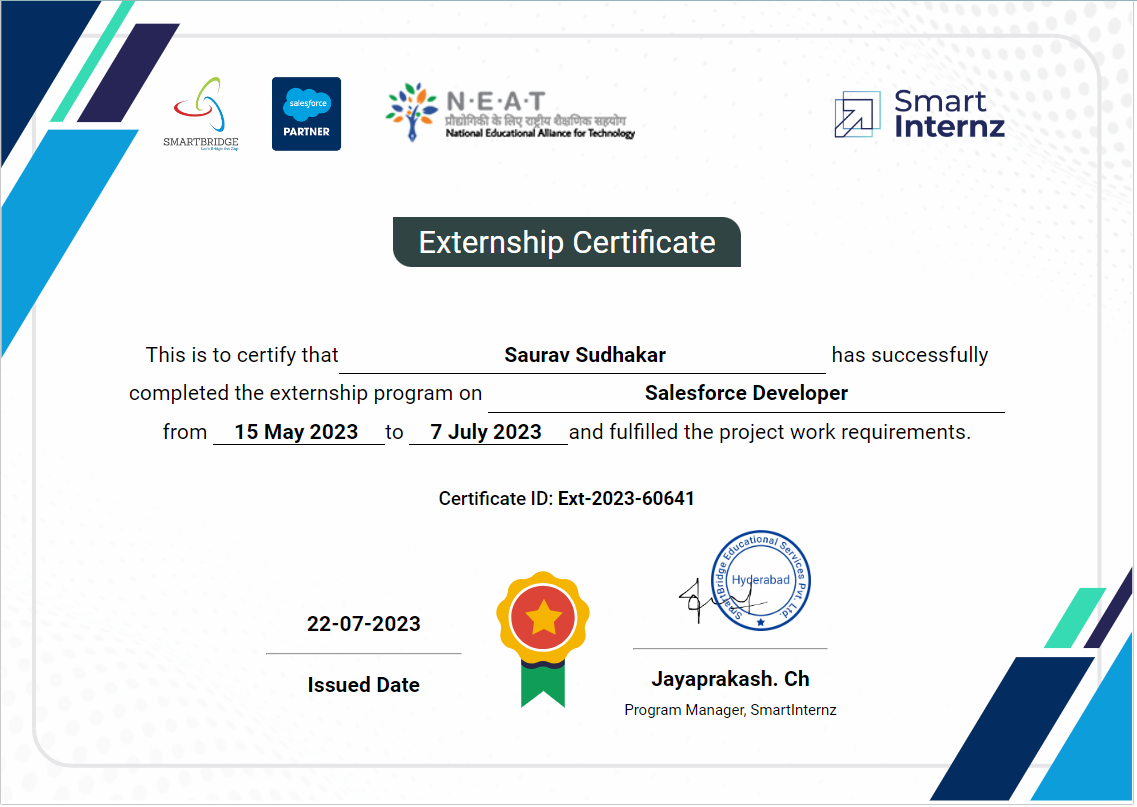 SMARTBRIDGE
Let's Bridge the Gap
salesforce
PARTNER
N·E·A·T
प्रौद्योगिकी के लिए राष्ट्रीय शैक्षणिक सहयोग
National Educational Alliance for Technology
Smart
Internz
Externship Certificate
This is to certify that Saurav Sudhakar has successfully
completed the externship program on Salesforce Developer
from 15 May 2023 to 7 July 2023 and fulfilled the project work requirements.
Certificate ID: Ext-2023-60641
SmartBridge Educational Services Pvt. Ltd.
Hyderabad
22-07-2023
Issued Date
Jayaprakash. Ch
Program Manager, SmartInternz